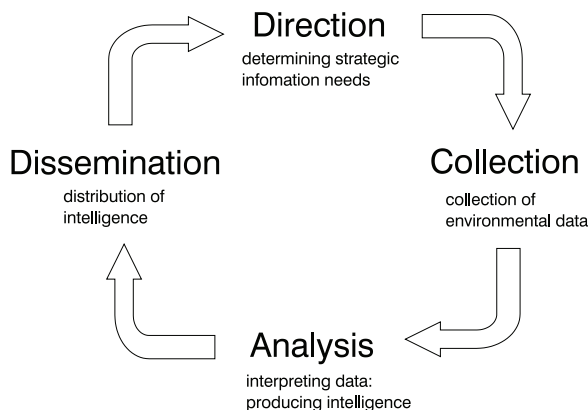 Direction
determining strategic
infomation needs
Dissemination
distribution of
intelligence
Collection
collection of
environmental data
Analysis
interpreting data:
producing intelligence